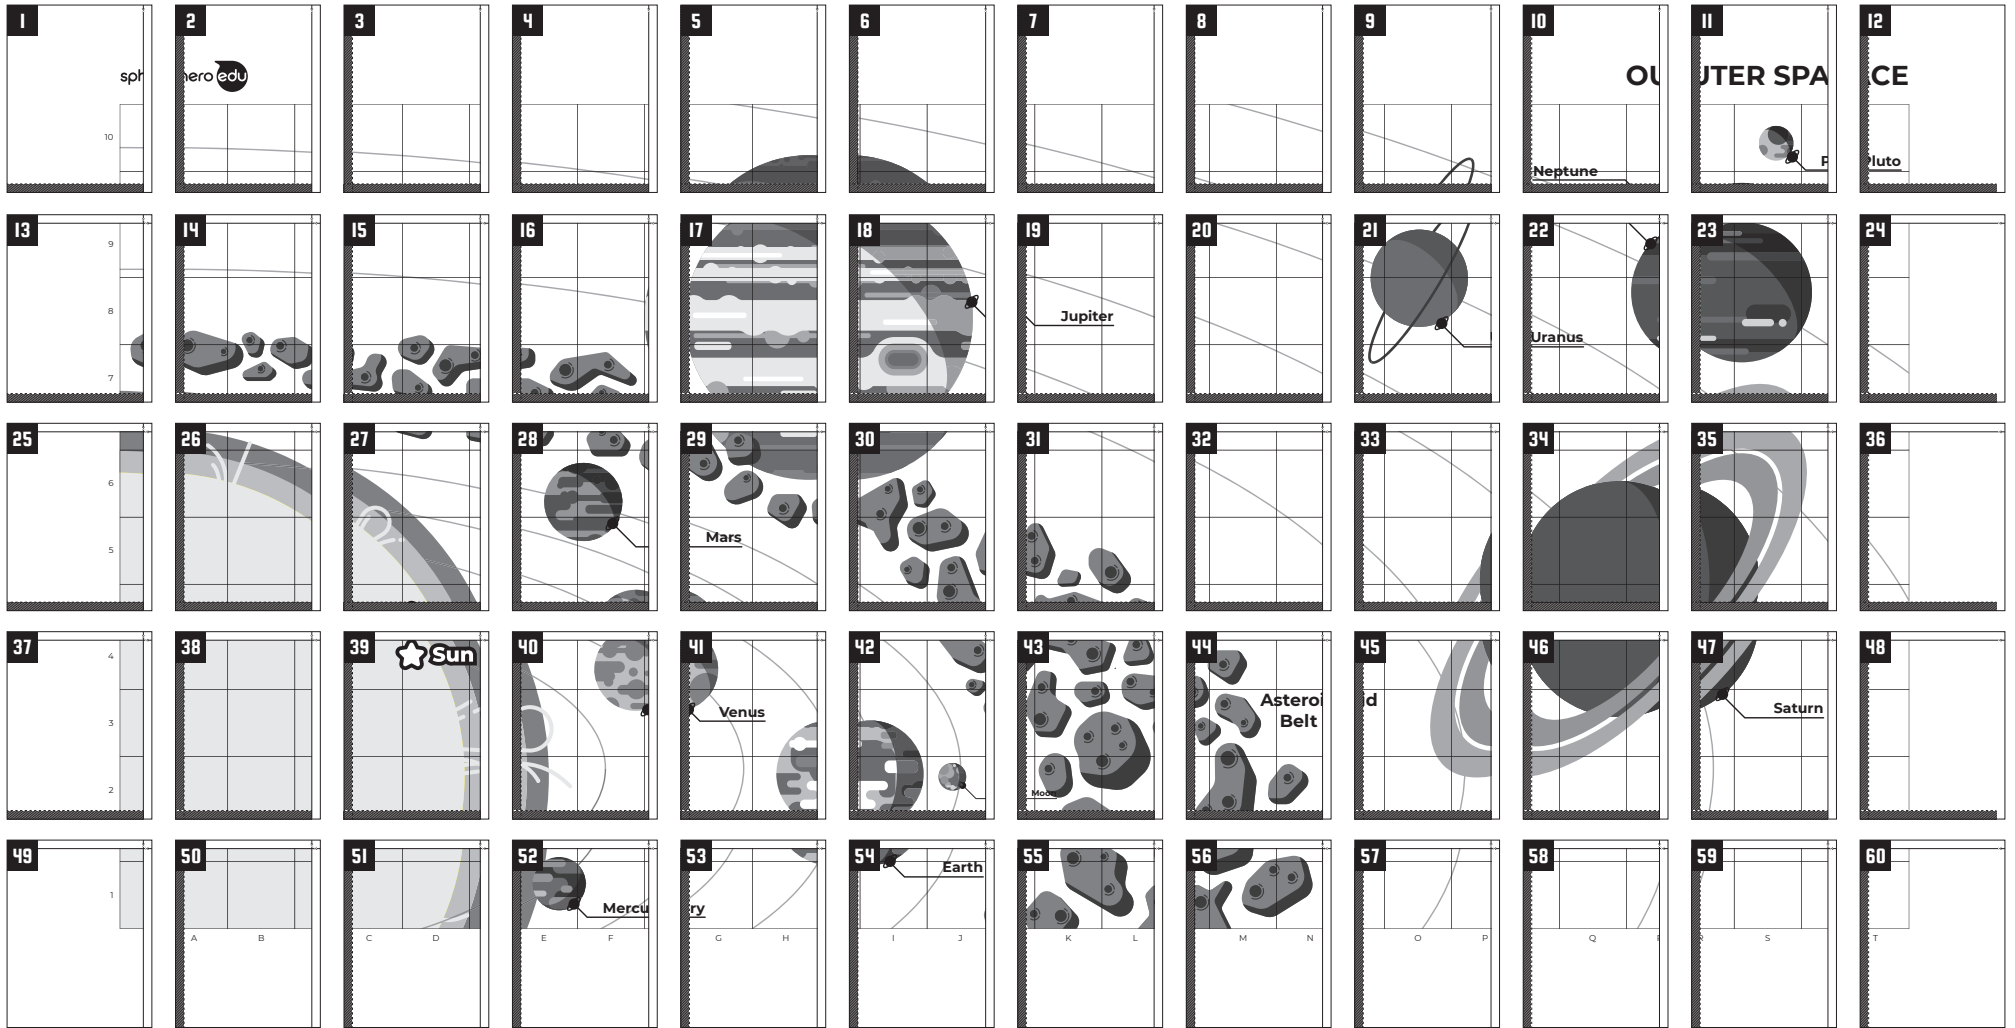 1 2 3 4 5 6 7 8 9 10 11 12
sph hero edu
OU UTER SPA CE
10
Neptune
P Pluto
13 14 15 16 17 18 19 20 21 22 23 24
9
8
Jupiter
Uranus
7
25 26 27 28 29 30 31 32 33 34 35 36
6
Mars
5
37 38 39 40 41 42 43 44 45 46 47 48
4
Sun
Asteroi d
Belt
Venus
Saturn
3
2
Moon
49 50 51 52 53 54 55 56 57 58 59 60
Earth
1
Mercu ry
A B C D E F G H I J K L M N O P Q R S T